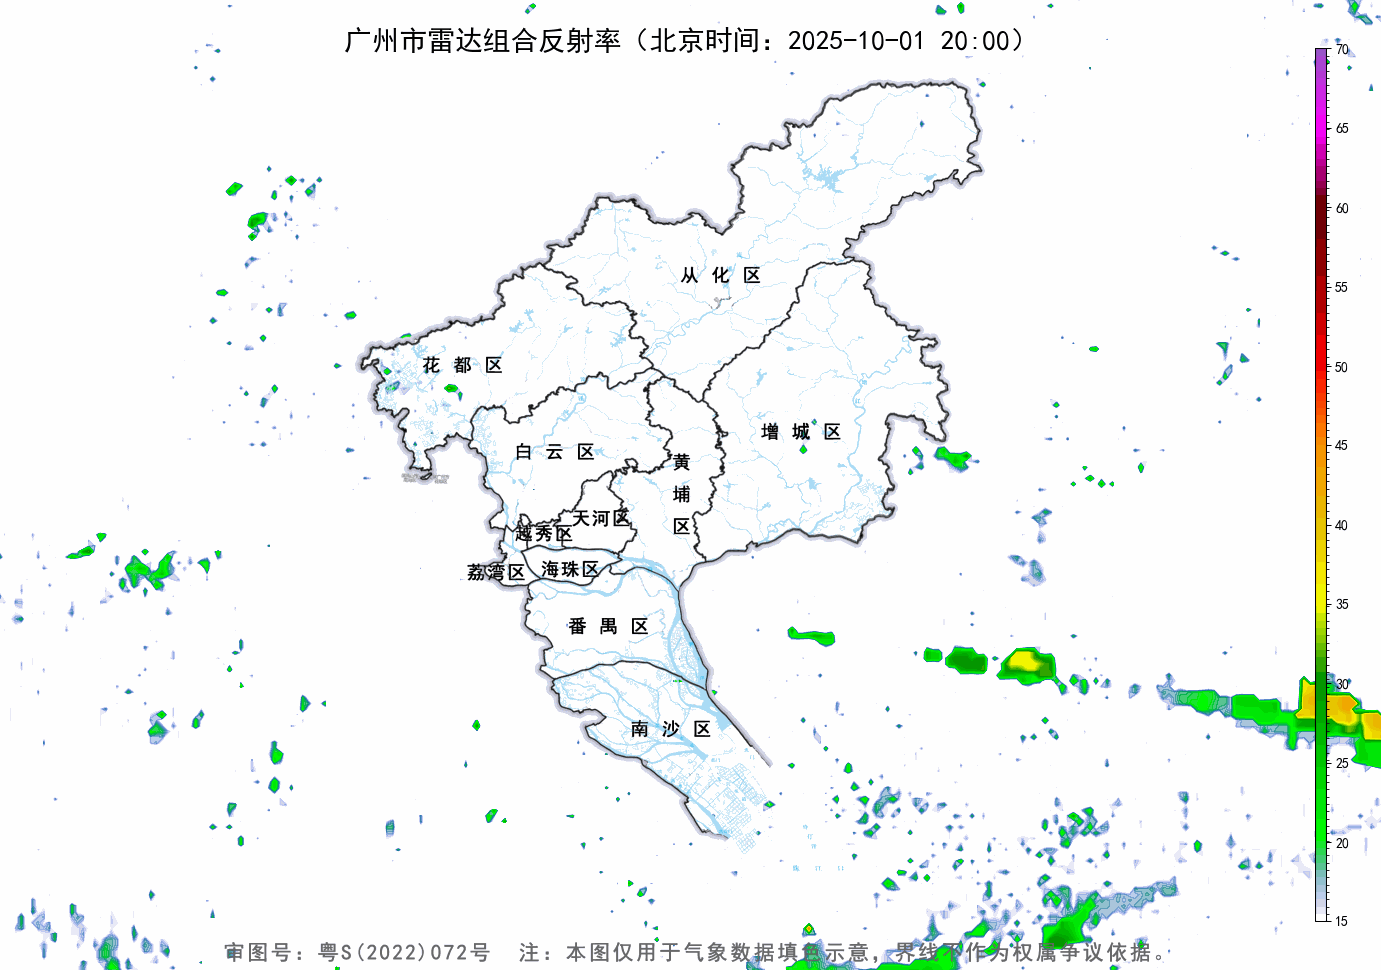 广州市雷达组合反射率（北京时间：2025-10-01 20:00）
70
65
60
55
50
45
40
35
30
25
20
15
从化区
花都区
增城区
白云区
黄埔区
天河区
越秀区
海珠区
荔湾区
番禺区
南沙区
审图号：粤S(2022)072号 注：本图仅用于气象数据填色示意，界线不作为权属争议依据。